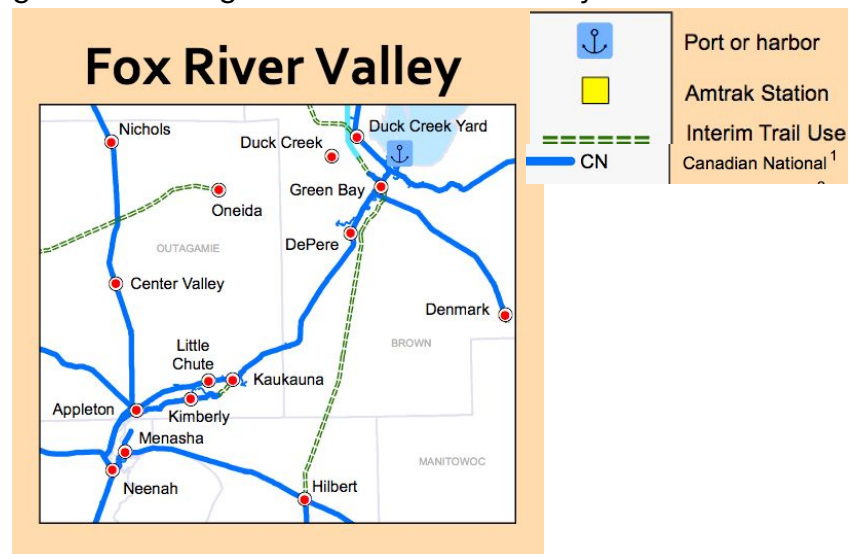 Fox River Valley
Nichols
Duck Creek
Duck Creek Yard
Green Bay
Oneida
DePere
OUTAGAMIE
Center Valley
Denmark
BROWN
Little
Chute
Kaukauna
Appleton
Kimberly
Menasha
MANITOWOC
Neenah
Hilbert
Port or harbor
Amtrak Station
Interim Trail Use
CN
Canadian National 1